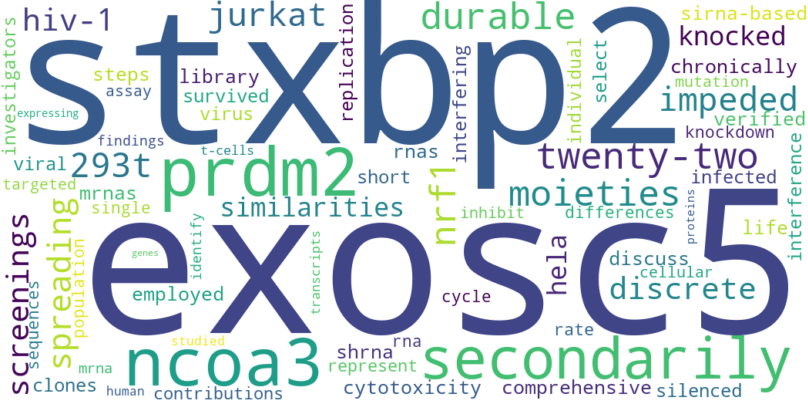 hiv-1 jurkat durable sirna-based
investigators
stxbp2
knocked
steps library replication interfering individual select chronically
assay survived mutation
expressing virus impeded
verified
findings t-cells rnas twenty-two knockdown
viral 293t prdm2 short nrf1 infected
interference
targeted mrnas moieties
single similarities inhibit differences proteins
screenings spreading population identify life
genes exosc5
transcripts hela discuss
cellular
sequences employed cycle discrete
studied rna rate
mrna ncoa3 shrna secondarily
represent
clones human contributions cytotoxicity comprehensive silenced